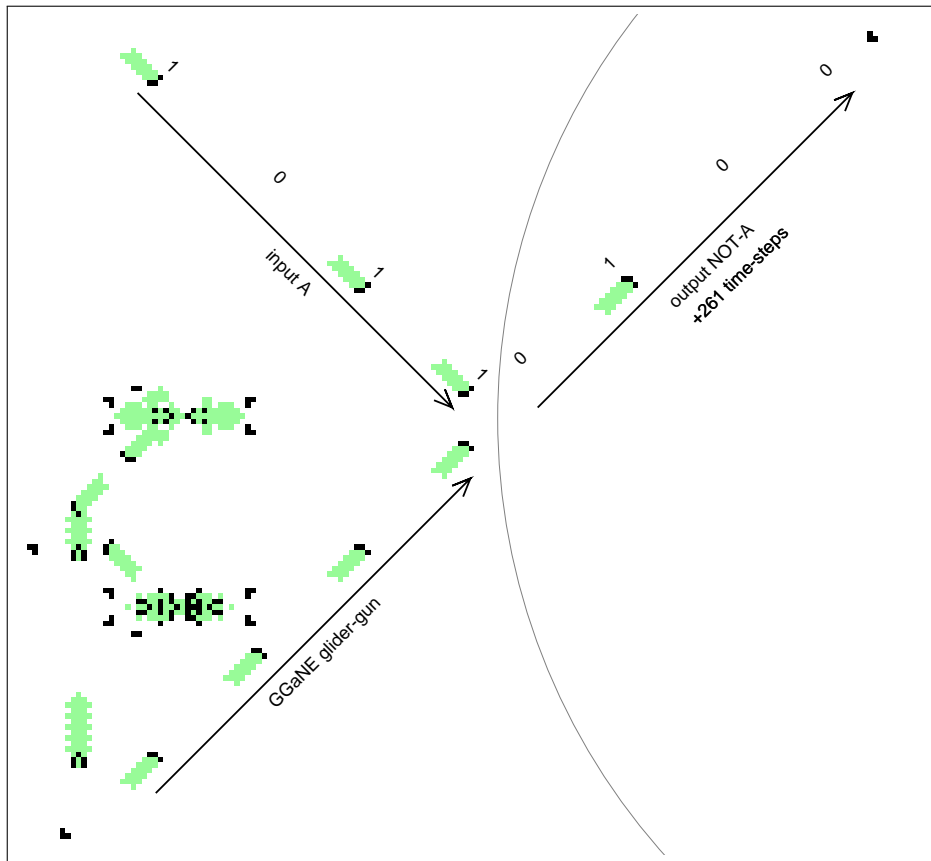 1
0
input A
1
1
0
1
0
0
output NOT-A
+261 time-steps
GGaNE glider-gun